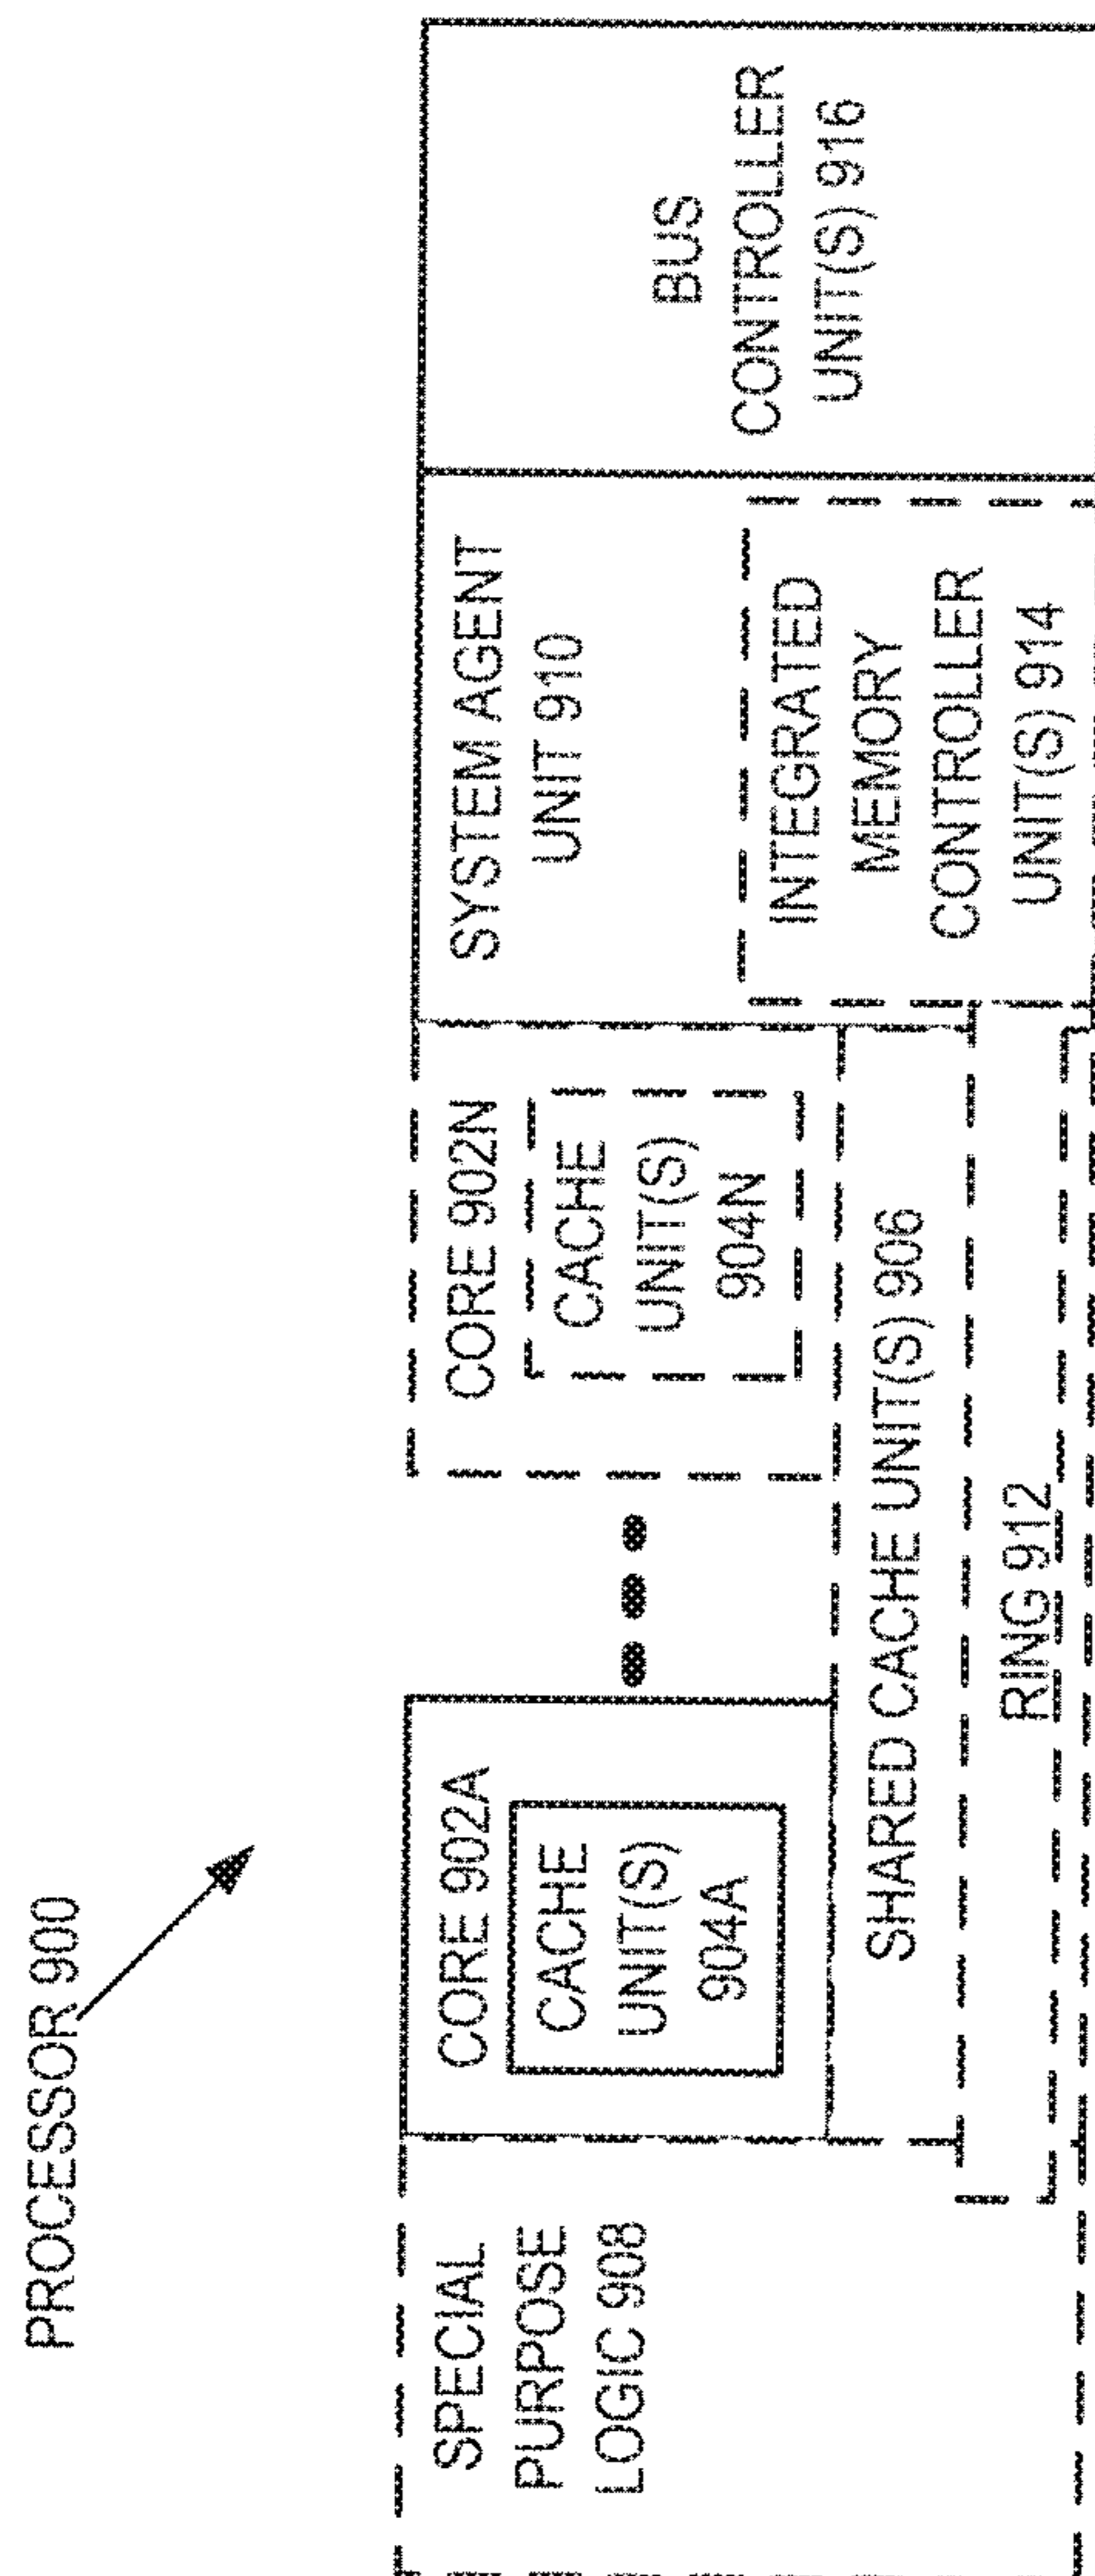 PROCESSOR 900
SPECIAL
PURPOSE
LOGIC 908
CORE 902A
CACHE
UNIT(S)
904A
CORE 902N
CACHE
UNIT(S)
904N
SHARED CACHE UNIT(S) 906
RING 912
SYSTEM AGENT
UNIT 910
INTEGRATED
MEMORY
CONTROLLER
UNIT(S) 914
BUS
CONTROLLER
UNIT(S) 916